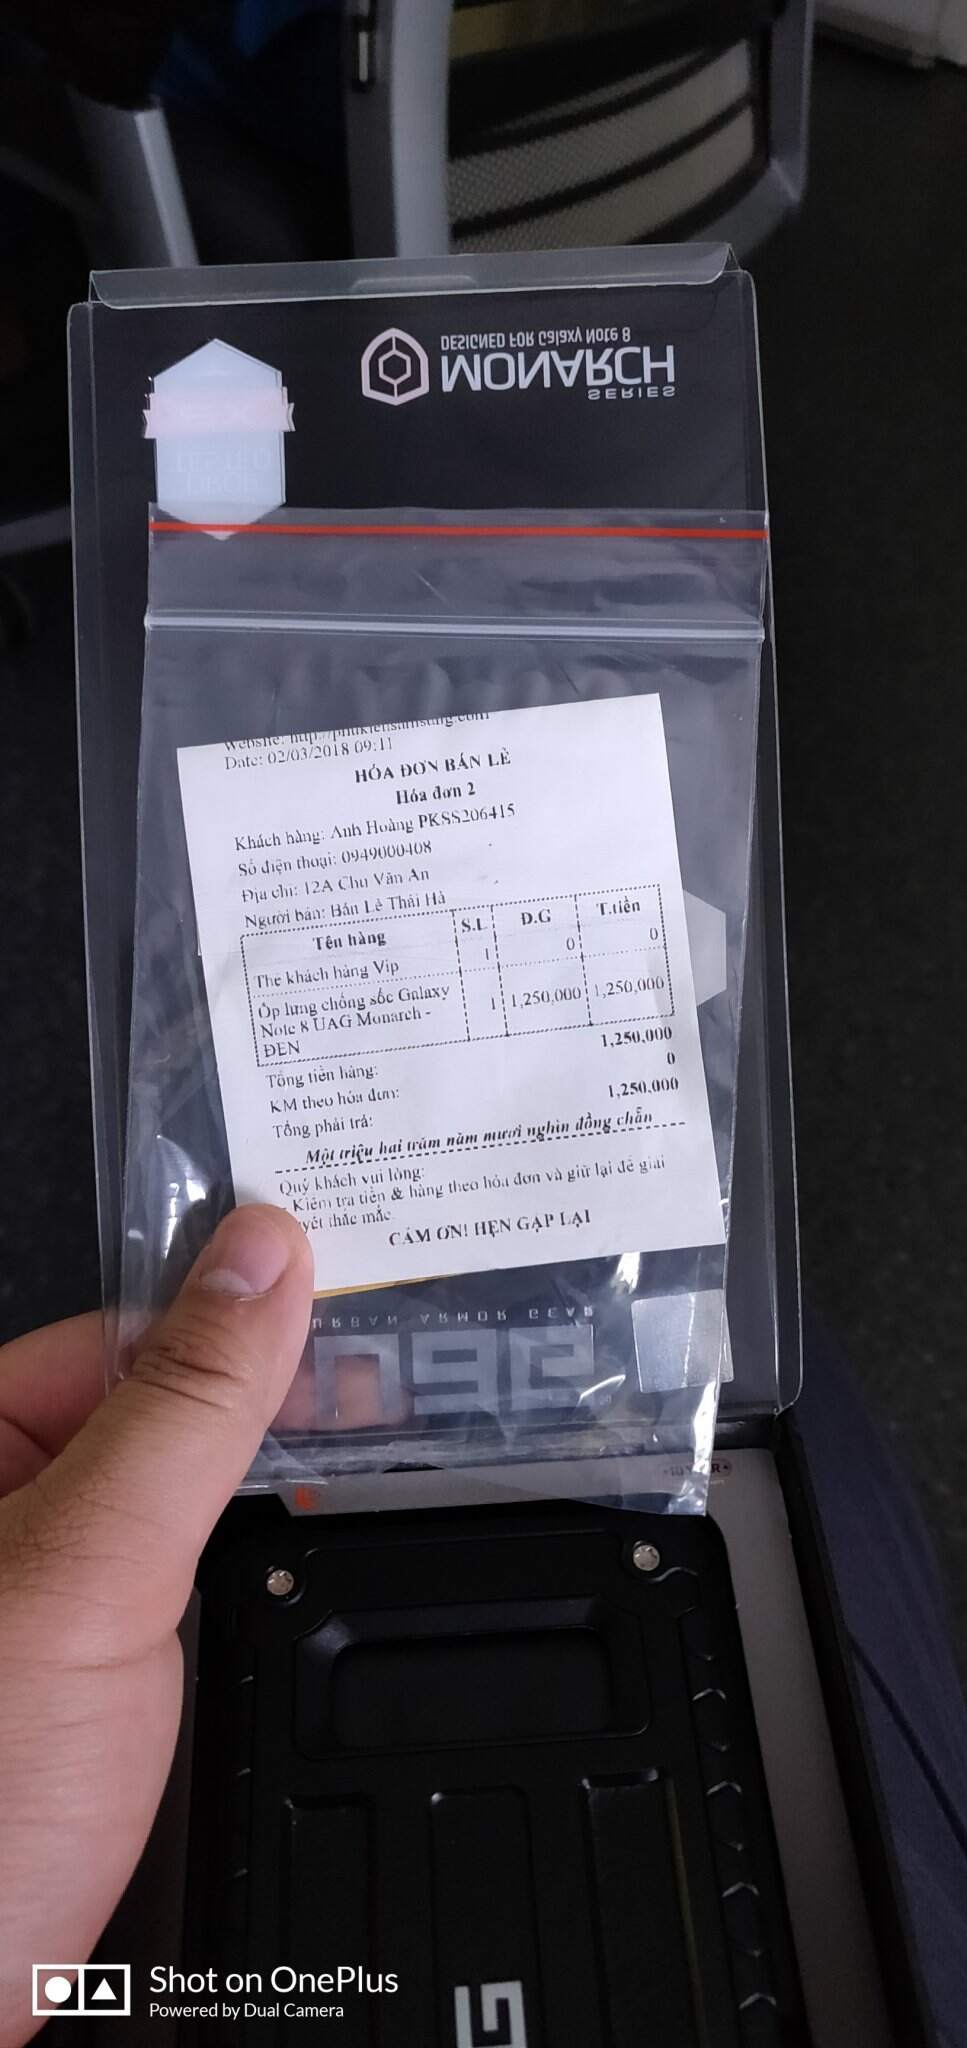 DESIGNED FOR Galaxy Note 8
MONARCH
SERIES
Website: http://phukiensamsung.com
Date: 02/03/2018 09:11
HÓA ĐƠN BÁN LẺ
Hóa đơn 2
Khách hàng: Anh Hoàng PKSS206415
Số điện thoại: 0949000408
Địa chỉ: 12A Chu Văn An
Người bán: Bán Lẻ Thái Hà
Tên hàng S.L Đ.G T.tiền
Thẻ khách hàng Vip 1 0 0
Ốp lưng chống sốc Galaxy
Note 8 UAG Monarch - 1 1,250,000 1,250,000
ĐEN
Tổng tiền hàng: 1,250,000
KM theo hóa đơn: 0
Tổng phải trả: 1,250,000
Một triệu hai trăm năm mươi nghìn đồng chẵn
Quý khách vui lòng:
- Kiểm tra tiền & hàng theo hóa đơn và giữ lại để giải
yết thắc mắc
CẢM ƠN! HẸN GẶP LẠI
URBAN ARMOR GEAR
UAG
Shot on OnePlus
Powered by Dual Camera